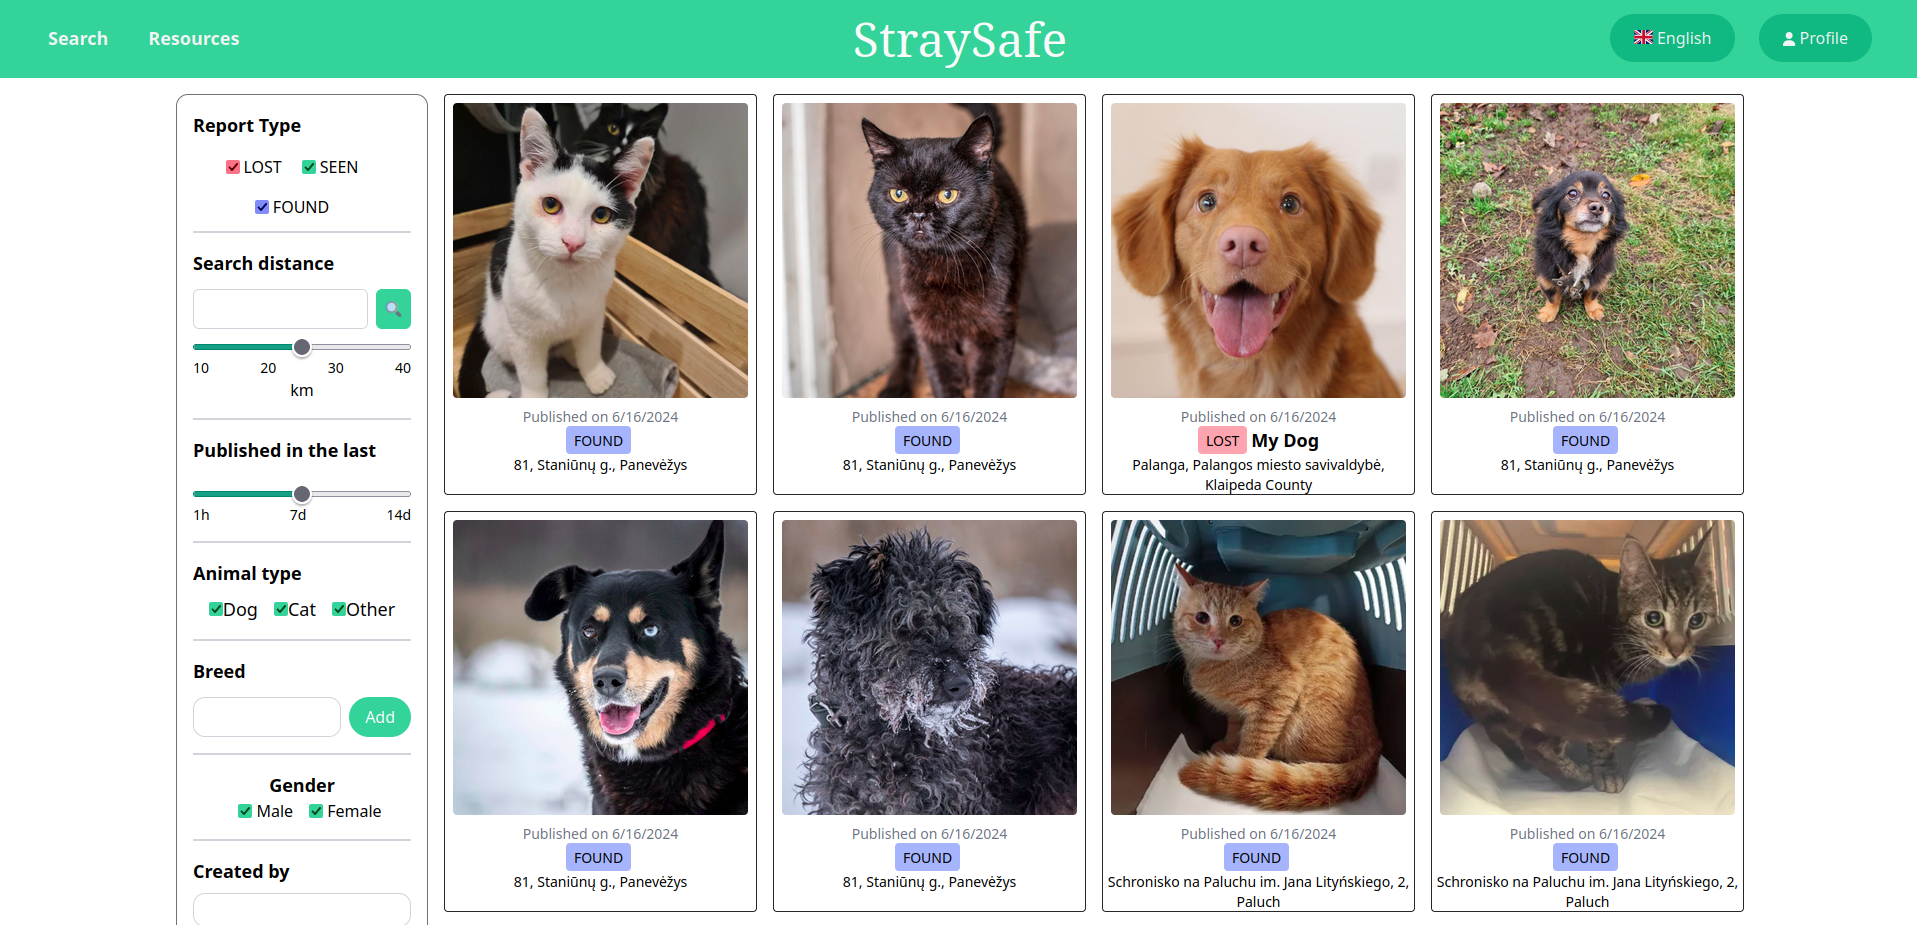 Search
Resources
StraySafe
English
Profile
Report Type
LOST
SEEN
FOUND
Search distance
10 20 30 40
km
Published in the last
1h 7d 14d
Animal type
Dog Cat Other
Breed
Add
Gender
Male Female
Created by
Published on 6/16/2024
FOUND
81, Staniūnų g., Panevėžys
Published on 6/16/2024
FOUND
81, Staniūnų g., Panevėžys
Published on 6/16/2024
LOST My Dog
Palanga, Palangos miesto savivaldybė,
Klaipeda County
Published on 6/16/2024
FOUND
81, Staniūnų g., Panevėžys
Published on 6/16/2024
FOUND
81, Staniūnų g., Panevėžys
Published on 6/16/2024
FOUND
81, Staniūnų g., Panevėžys
Published on 6/16/2024
FOUND
Schronisko na Paluchu im. Jana Lityńskiego, 2,
Paluch
Published on 6/16/2024
FOUND
Schronisko na Paluchu im. Jana Lityńskiego, 2,
Paluch